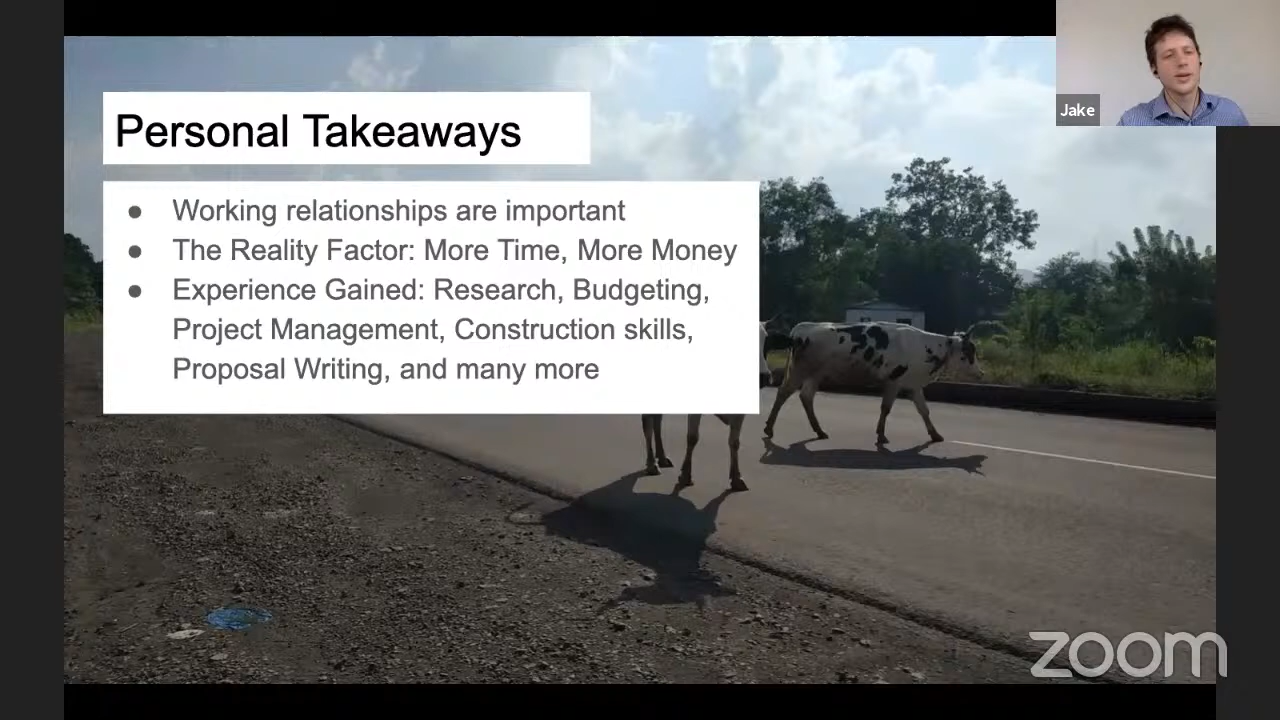 Personal Takeaways
● Working relationships are important
● The Reality Factor: More Time, More Money
● Experience Gained: Research, Budgeting,
Project Management, Construction skills,
Proposal Writing, and many more
Jake
zoom